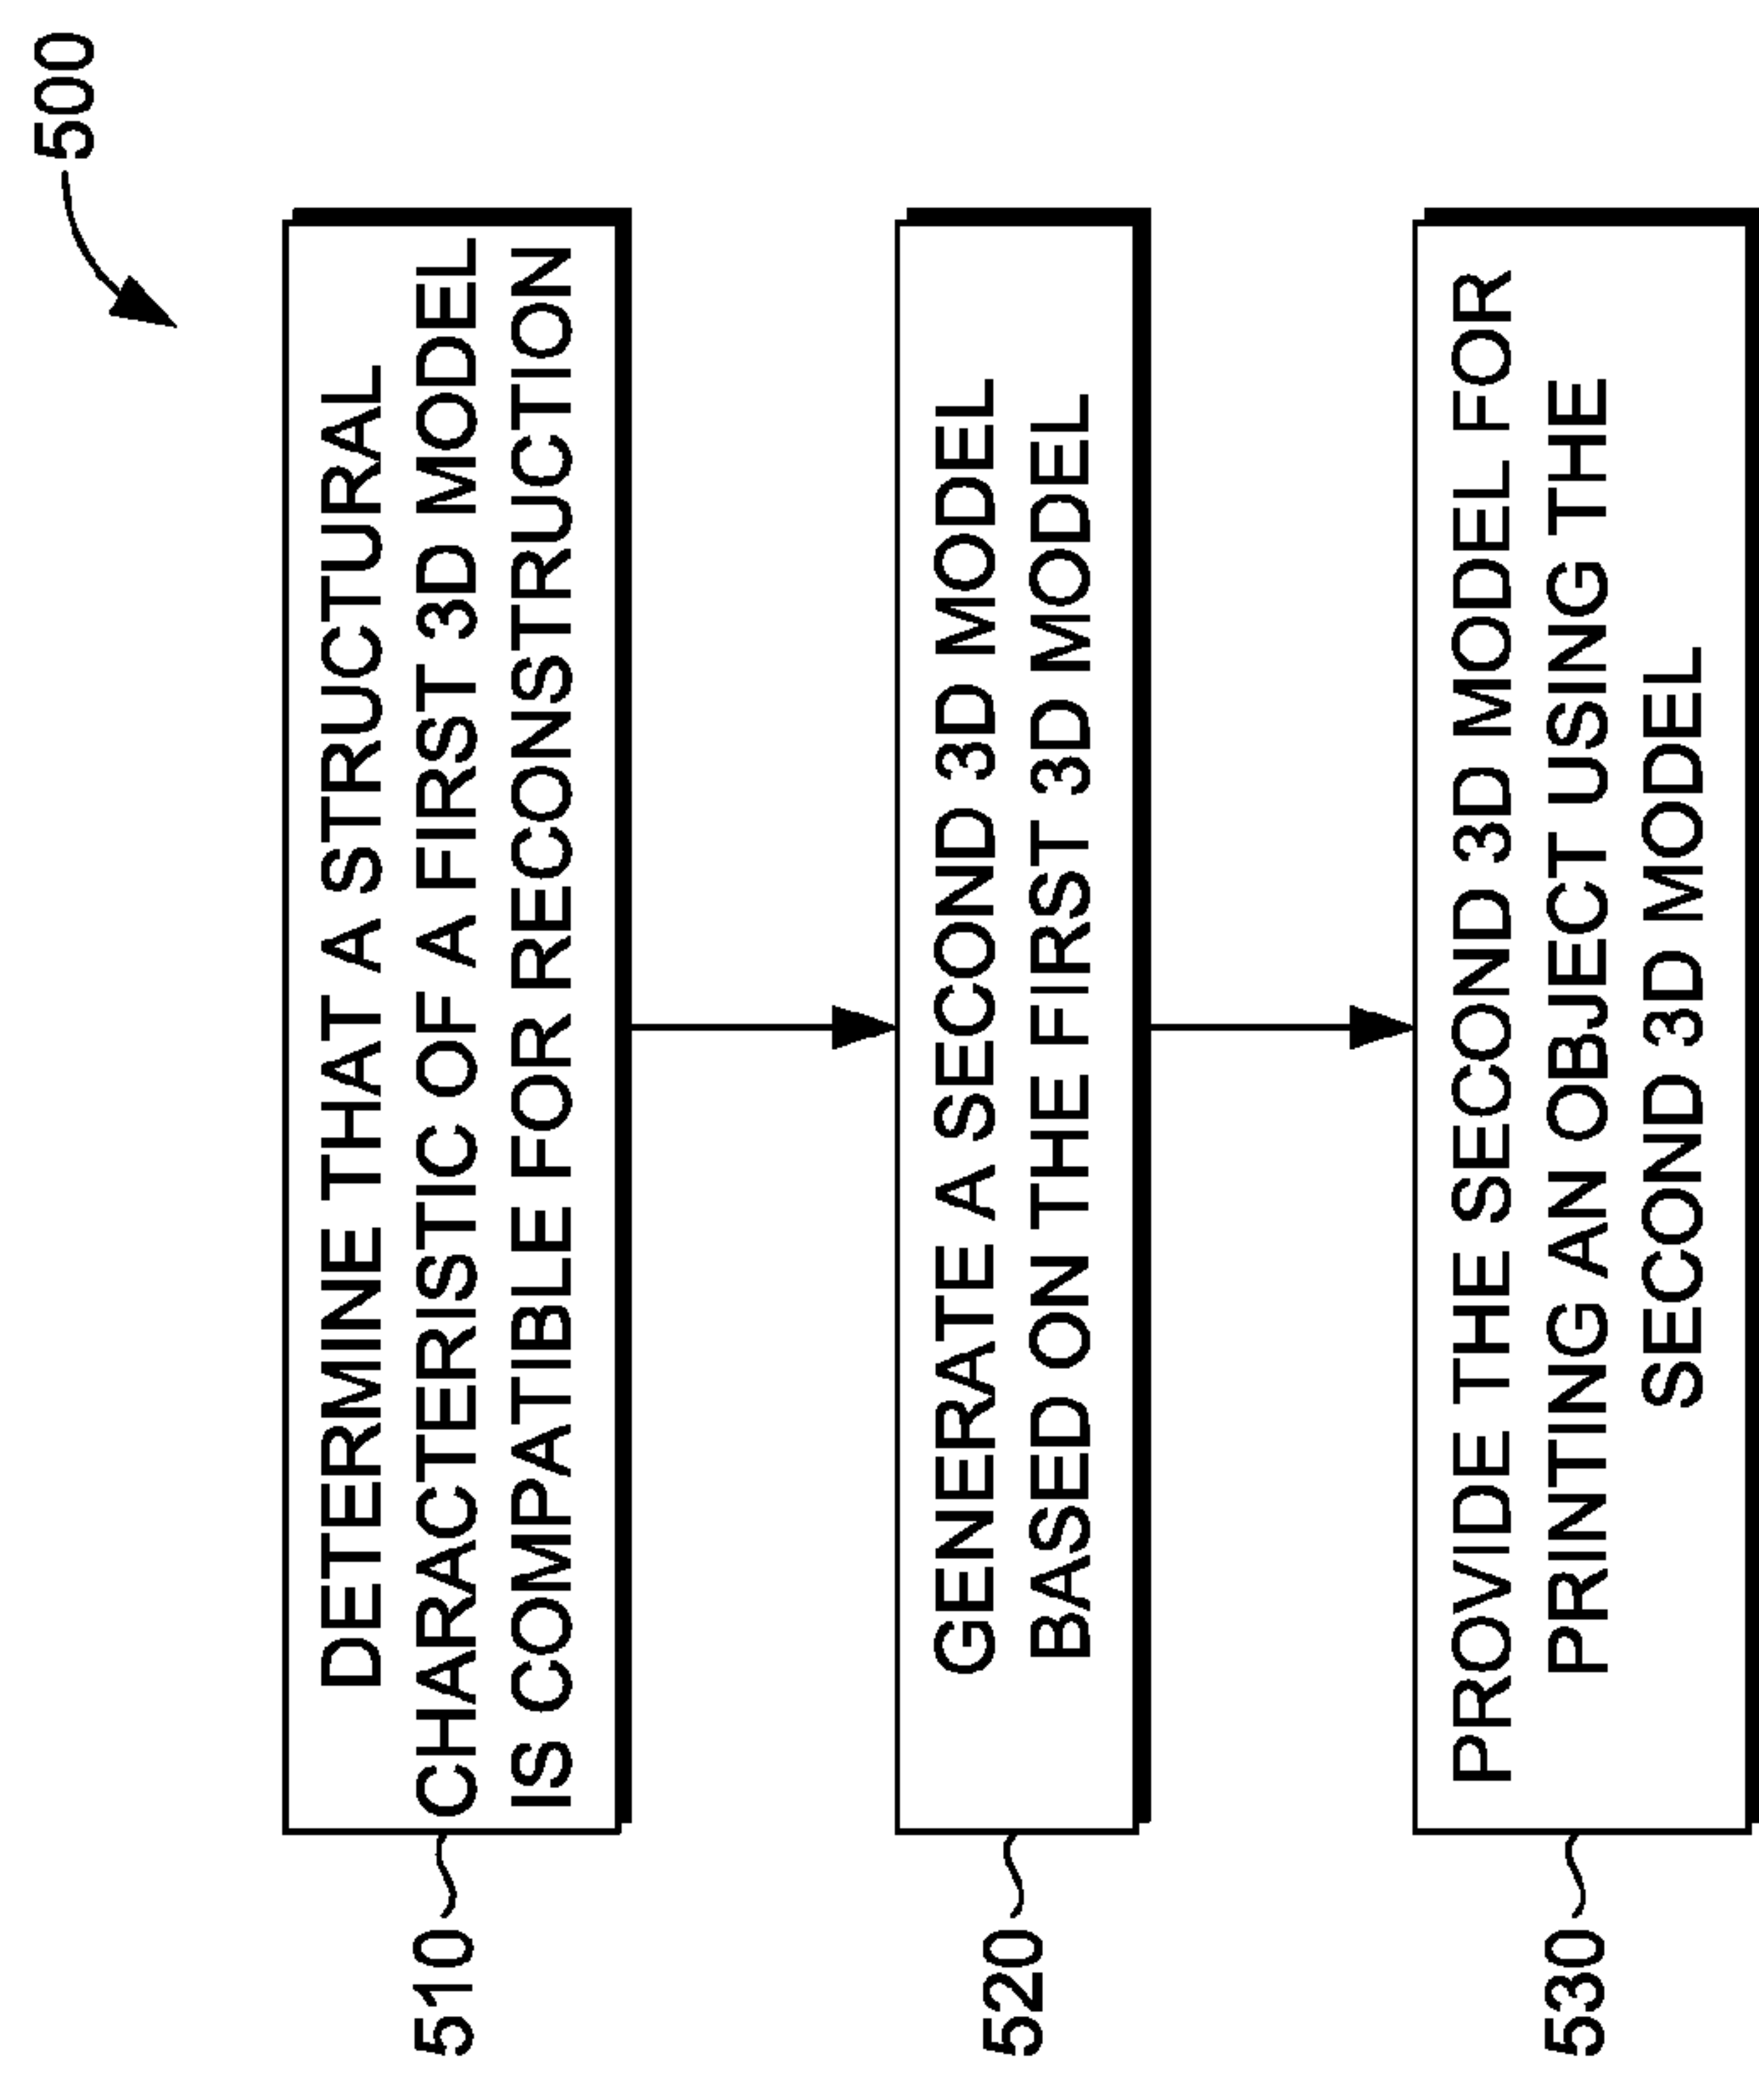 500
510
DETERMINE THAT A STRUCTURAL
CHARACTERISTIC OF A FIRST 3D MODEL
IS COMPATIBLE FOR RECONSTRUCTION
520
GENERATE A SECOND 3D MODEL
BASED ON THE FIRST 3D MODEL
530
PROVIDE THE SECOND 3D MODEL FOR
PRINTING AN OBJECT USING THE
SECOND 3D MODEL